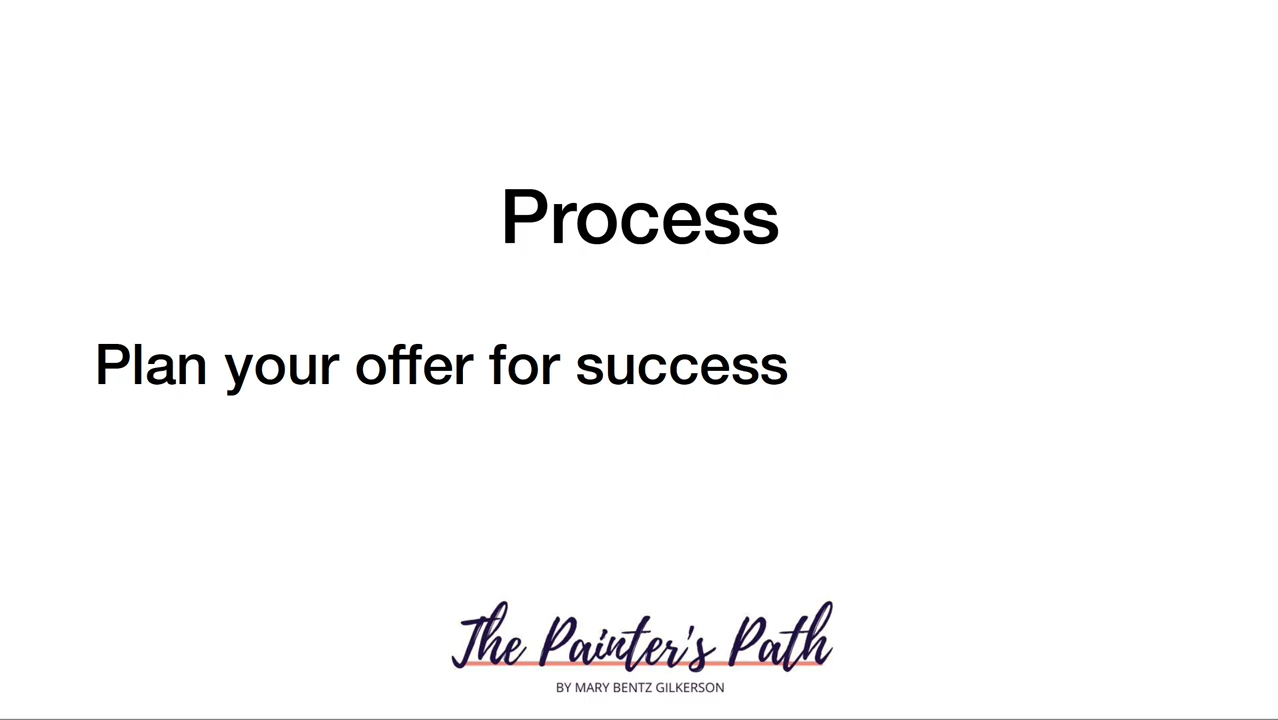 Process
Plan your offer for success
The Painter's Path
BY MARY BENTZ GILKERSON